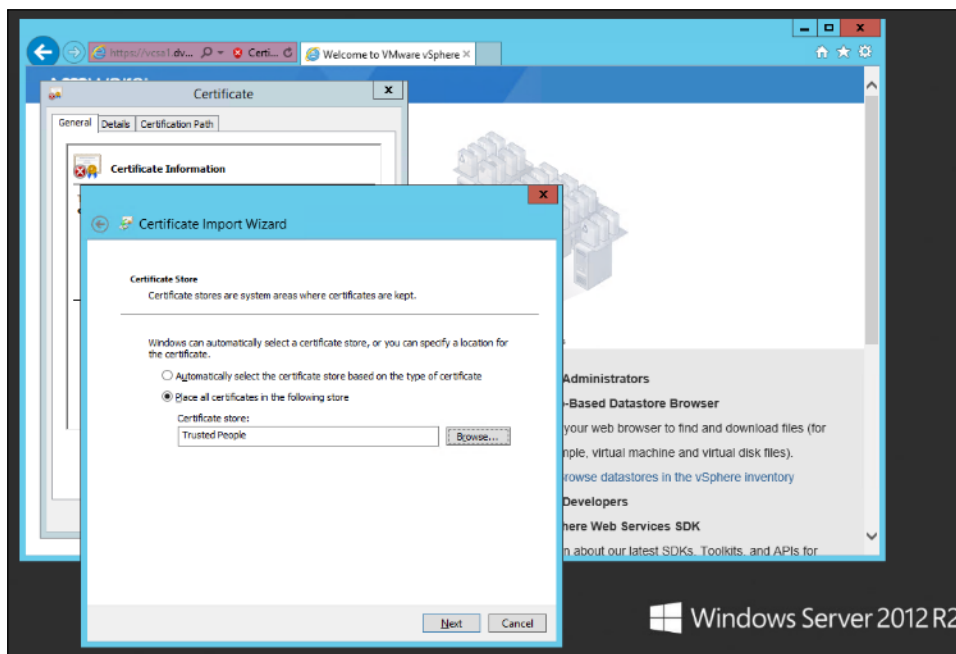 https://vcsa1.dv... Certi... Welcome to VMware vSphere
Certificate
General Details Certification Path
Certificate Information
Certificate Import Wizard
Certificate Store
Certificate stores are system areas where certificates are kept.
Windows can automatically select a certificate store, or you can specify a location for
the certificate.
Automatically select the certificate store based on the type of certificate
Place all certificates in the following store
Certificate store:
Trusted People Browse...
Next Cancel
Administrators
-Based Datastore Browser
your web browser to find and download files (for
mple, virtual machine and virtual disk files).
rowse datastores in the vSphere inventory
Developers
here Web Services SDK
n about our latest SDKs, Toolkits, and APIs for
Windows Server 2012 R2